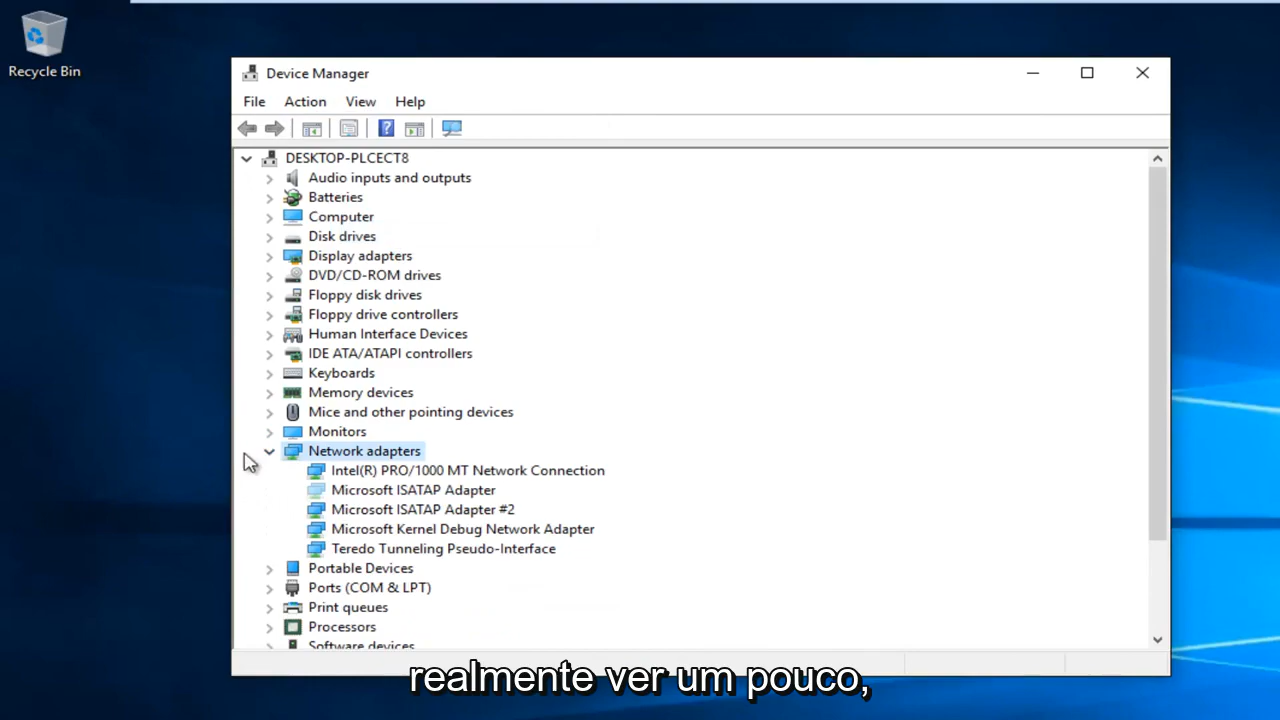 Recycle Bin
Device Manager
File Action View Help
DESKTOP-PLCECT8
Audio inputs and outputs
Batteries
Computer
Disk drives
Display adapters
DVD/CD-ROM drives
Floppy disk drives
Floppy drive controllers
Human Interface Devices
IDE ATA/ATAPI controllers
Keyboards
Memory devices
Mice and other pointing devices
Monitors
Network adapters
Intel(R) PRO/1000 MT Network Connection
Microsoft ISATAP Adapter
Microsoft ISATAP Adapter #2
Microsoft Kernel Debug Network Adapter
Teredo Tunneling Pseudo-Interface
Portable Devices
Ports (COM & LPT)
Print queues
Processors
Software devices
realmente ver um pouco,